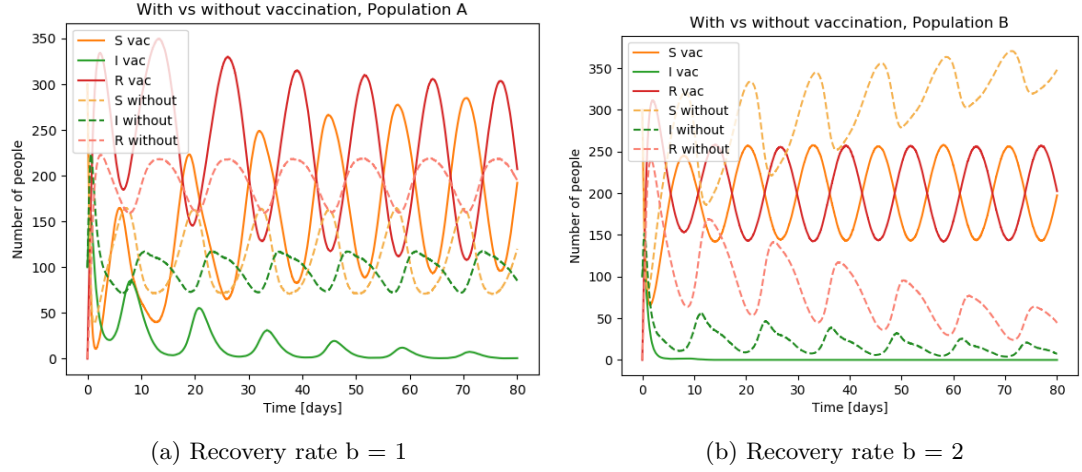 With vs without vaccination, Population A
350
300
250
200
150
100
50
0
Number of people
S vac
I vac
R vac
S without
I without
R without
0 10 20 30 40 50 60 70 80
Time [days]
(a) Recovery rate b = 1
With vs without vaccination, Population B
350
300
250
200
150
100
50
0
Number of people
S vac
I vac
R vac
S without
I without
R without
0 10 20 30 40 50 60 70 80
Time [days]
(b) Recovery rate b = 2